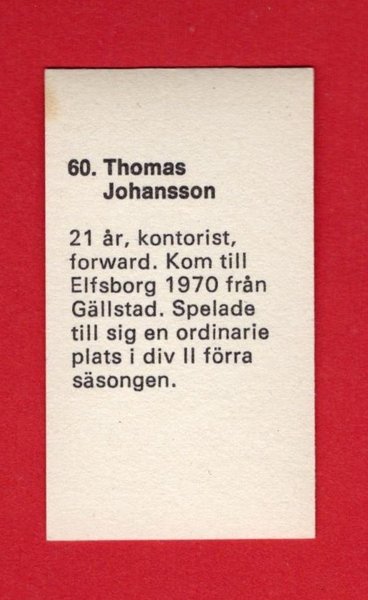 60. Thomas
Johansson
21 år, kontorist,
forward. Kom till
Elfsborg 1970 från
Gällstad. Spelade
till sig en ordinarie
plats i div II förra
säsongen.